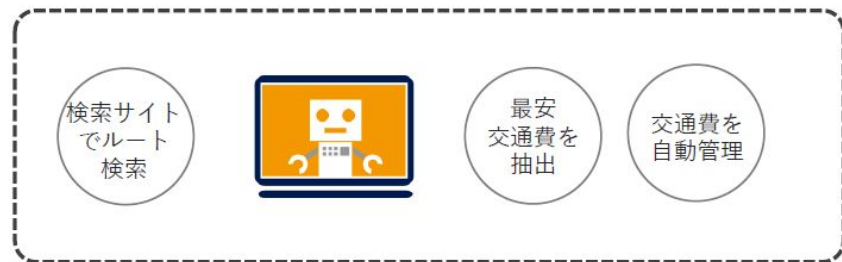 検索サイト
でルート
検索
最安
交通費を
抽出
交通費を
自動管理